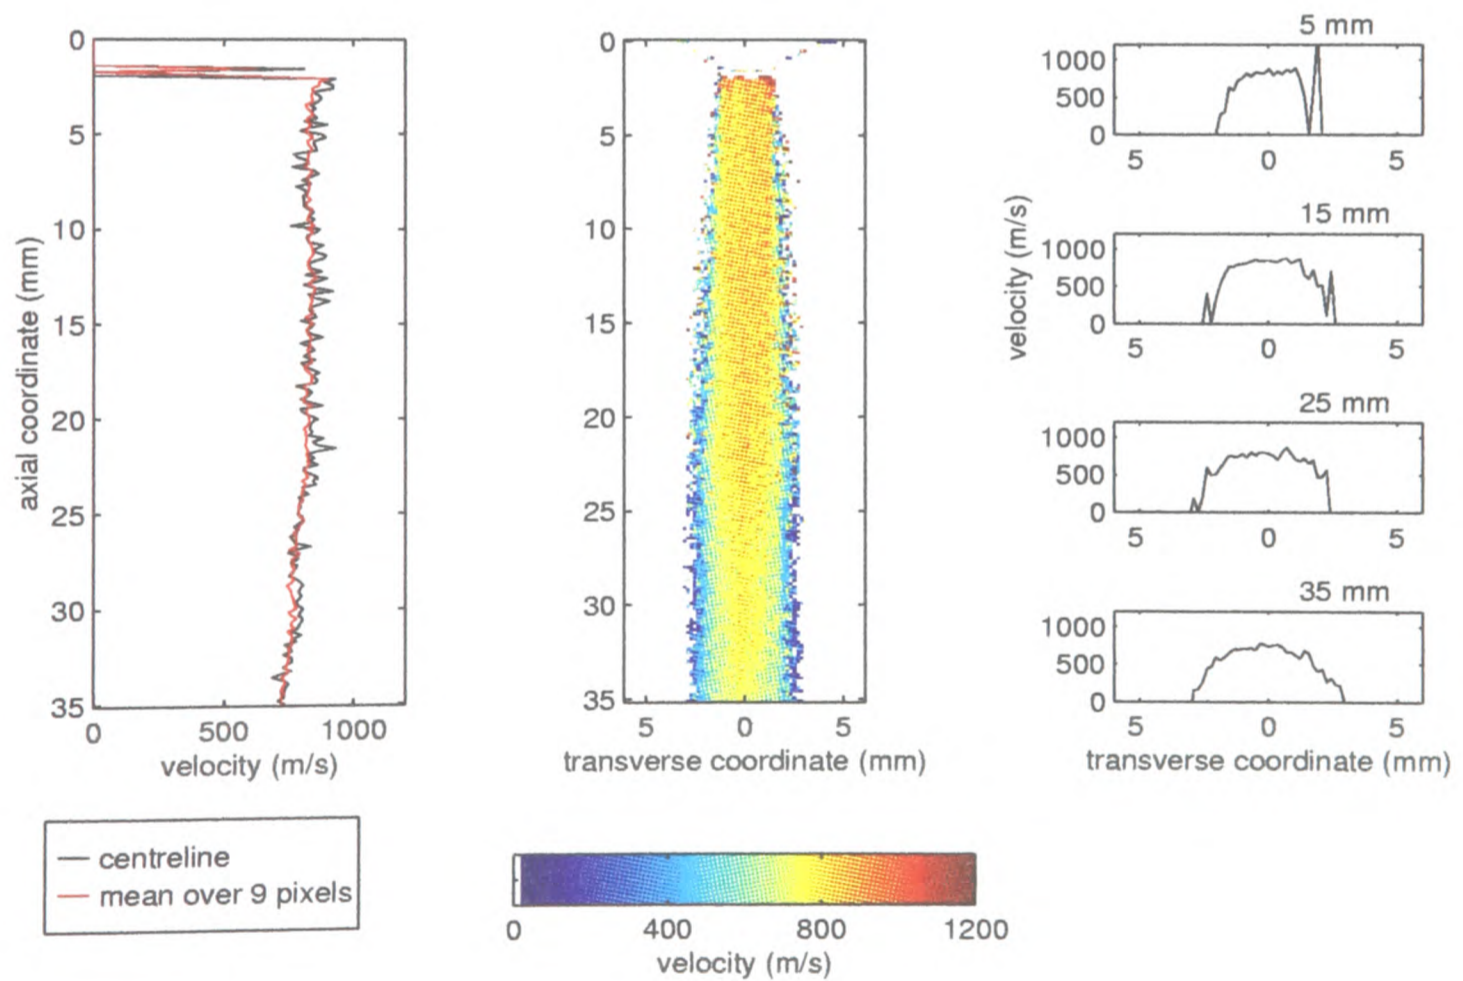 0
5
10
15
20
25
30
35
axial coordinate (mm)
0 500 1000
velocity (m/s)
centreline
mean over 9 pixels
0
5
10
15
20
25
30
35
5 0 5
transverse coordinate (mm)
0 400 800 1200
velocity (m/s)
velocity (m/s)
5 mm
1000
500
0
5 0 5
15 mm
1000
500
0
5 0 5
25 mm
1000
500
0
5 0 5
35 mm
1000
500
0
5 0 5
transverse coordinate (mm)